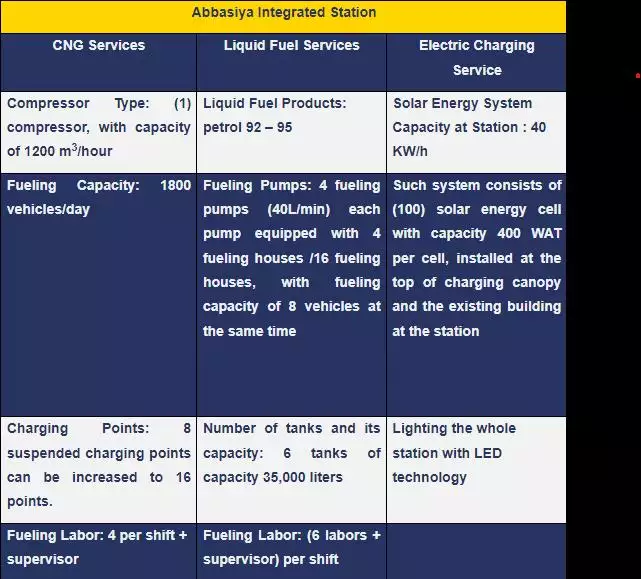 Abbasiya Integrated Station
CNG Services
Liquid Fuel Services
Electric Charging
Service
Compressor Type: (1)
compressor, with capacity
of 1200 m³/hour
Liquid Fuel Products:
petrol 92 – 95
Solar Energy System
Capacity at Station : 40
KW/h
Fueling Capacity: 1800
vehicles/day
Fueling Pumps: 4 fueling
pumps (40L/min) each
pump equipped with 4
fueling houses /16 fueling
houses, with fueling
capacity of 8 vehicles at
the same time
Such system consists of
(100) solar energy cell
with capacity 400 WAT
per cell, installed at the
top of charging canopy
and the existing building
at the station
Charging Points: 8
suspended charging points
can be increased to 16
points.
Number of tanks and its
capacity: 6 tanks of
capacity 35,000 liters
Lighting the whole
station with LED
technology
Fueling Labor: 4 per shift +
supervisor
Fueling Labor: (6 labors +
supervisor) per shift